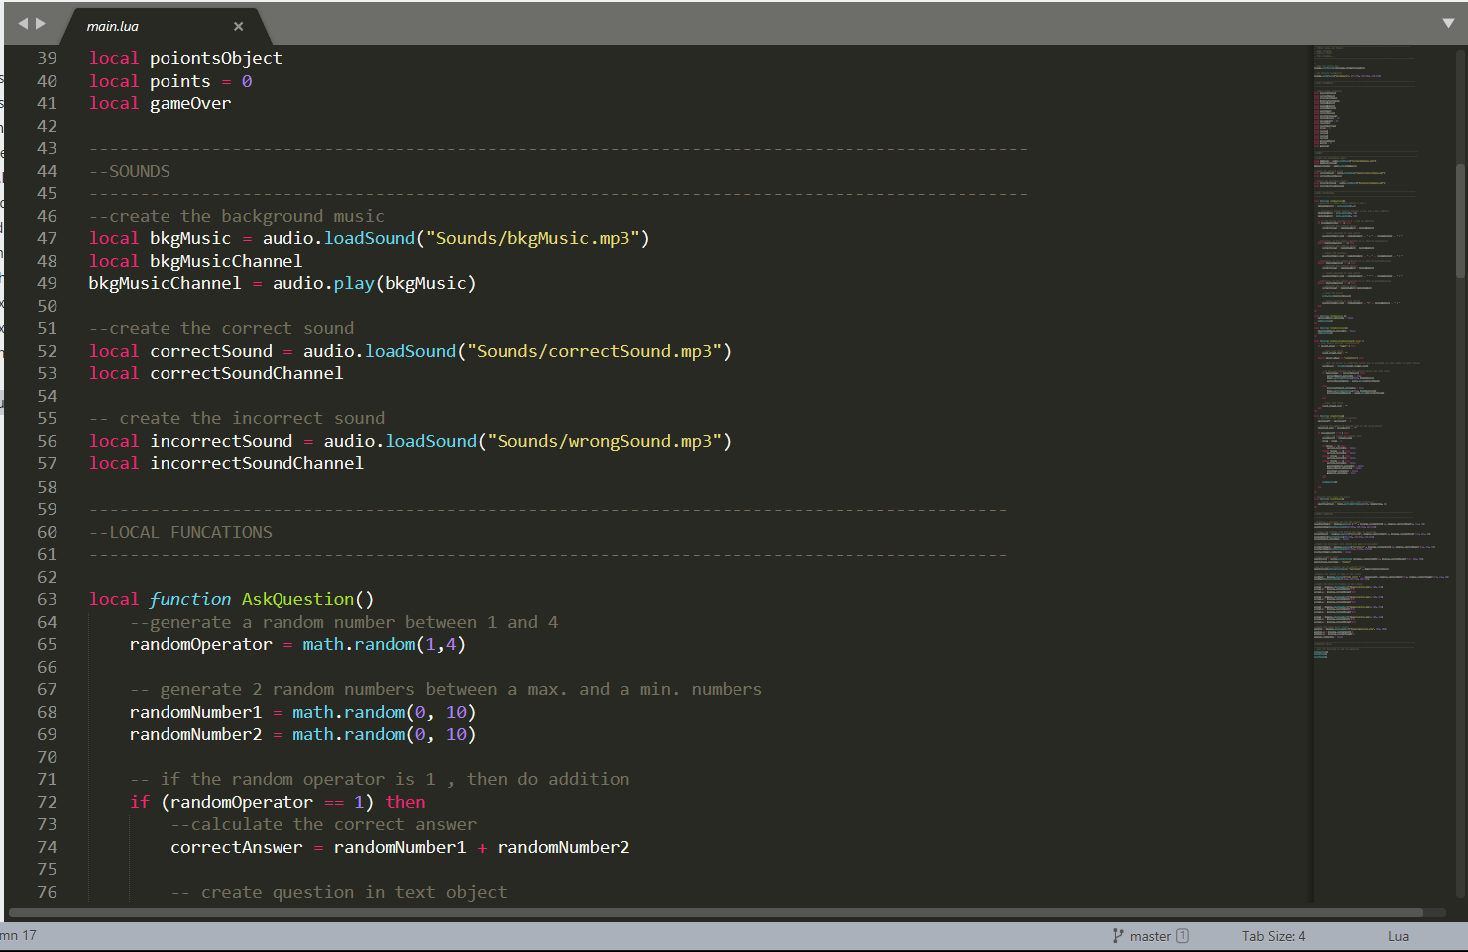 main.lua
39 local poiontsObject
40 local points = 0
41 local gameOver
42
43 --------------------------------------------------------------------------------------------
44 --SOUNDS
45 --------------------------------------------------------------------------------------------
46 --create the background music
47 local bkgMusic = audio.loadSound("Sounds/bkgMusic.mp3")
48 local bkgMusicChannel
49 bkgMusicChannel = audio.play(bkgMusic)
50
51 --create the correct sound
52 local correctSound = audio.loadSound("Sounds/correctSound.mp3")
53 local correctSoundChannel
54
55 -- create the incorrect sound
56 local incorrectSound = audio.loadSound("Sounds/wrongSound.mp3")
57 local incorrectSoundChannel
58
59 ------------------------------------------------------------------------------------------
60 --LOCAL FUNCATIONS
61 ------------------------------------------------------------------------------------------
62
63 local function AskQuestion()
64 --generate a random number between 1 and 4
65 randomOperator = math.random(1,4)
66
67 -- generate 2 random numbers between a max. and a min. numbers
68 randomNumber1 = math.random(0, 10)
69 randomNumber2 = math.random(0, 10)
70
71 -- if the random operator is 1 , then do addition
72 if (randomOperator == 1) then
73 --calculate the correct answer
74 correctAnswer = randomNumber1 + randomNumber2
75
76 -- create question in text object
mn 17 master 1 Tab Size: 4 Lua